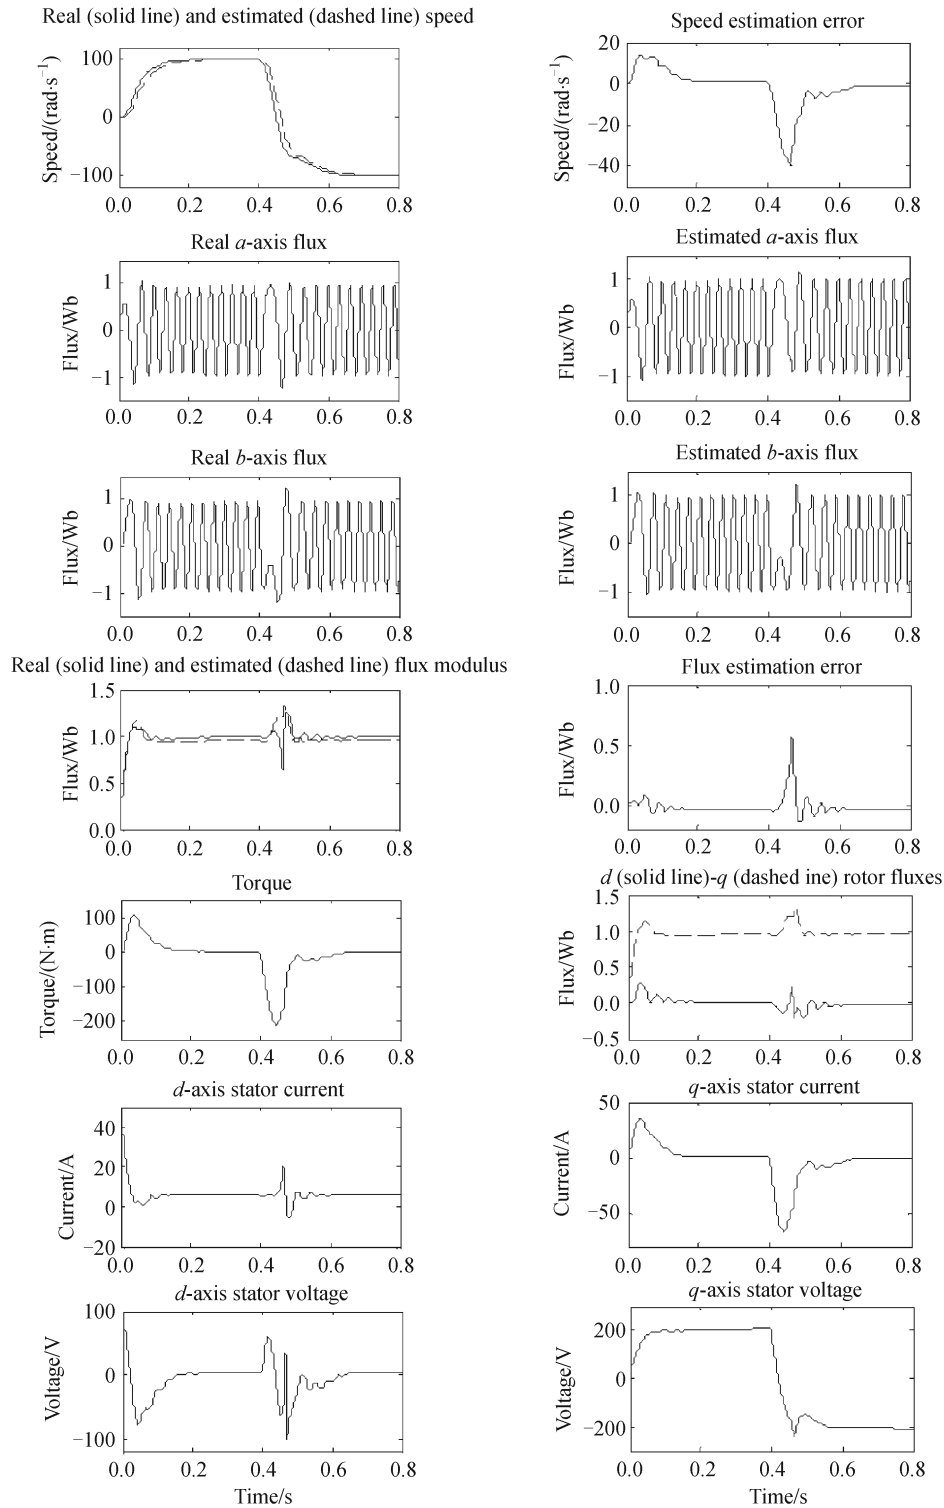 Real (solid line) and estimated (dashed line) speed
Speed/(rad·s⁻¹)
100
0
−100
0.0 0.2 0.4 0.6 0.8
Speed estimation error
Speed/(rad·s⁻¹)
20
0
−20
−40
0.0 0.2 0.4 0.6 0.8
Real a-axis flux
Flux/Wb
1
0
−1
0.0 0.2 0.4 0.6 0.8
Estimated a-axis flux
Flux/Wb
1
0
−1
0.0 0.2 0.4 0.6 0.8
Real b-axis flux
Flux/Wb
1
0
−1
0.0 0.2 0.4 0.6 0.8
Estimated b-axis flux
Flux/Wb
1
0
−1
0.0 0.2 0.4 0.6 0.8
Real (solid line) and estimated (dashed line) flux modulus
Flux/Wb
1.5
1.0
0.5
0.0
0.0 0.2 0.4 0.6 0.8
Flux estimation error
Flux/Wb
1.0
0.5
0.0
0.0 0.2 0.4 0.6 0.8
Torque
Torque/(N·m)
100
0
−100
−200
0.0 0.2 0.4 0.6 0.8
d (solid line)-q (dashed ine) rotor fluxes
Flux/Wb
1.5
1.0
0.5
0.0
−0.5
0.0 0.2 0.4 0.6 0.8
d-axis stator current
Current/A
40
20
0
−20
0.0 0.2 0.4 0.6 0.8
q-axis stator current
Current/A
50
0
−50
0.0 0.2 0.4 0.6 0.8
d-axis stator voltage
Voltage/V
100
0
−100
0.0 0.2 0.4 0.6 0.8
Time/s
q-axis stator voltage
Voltage/V
200
0
−200
0.0 0.2 0.4 0.6 0.8
Time/s